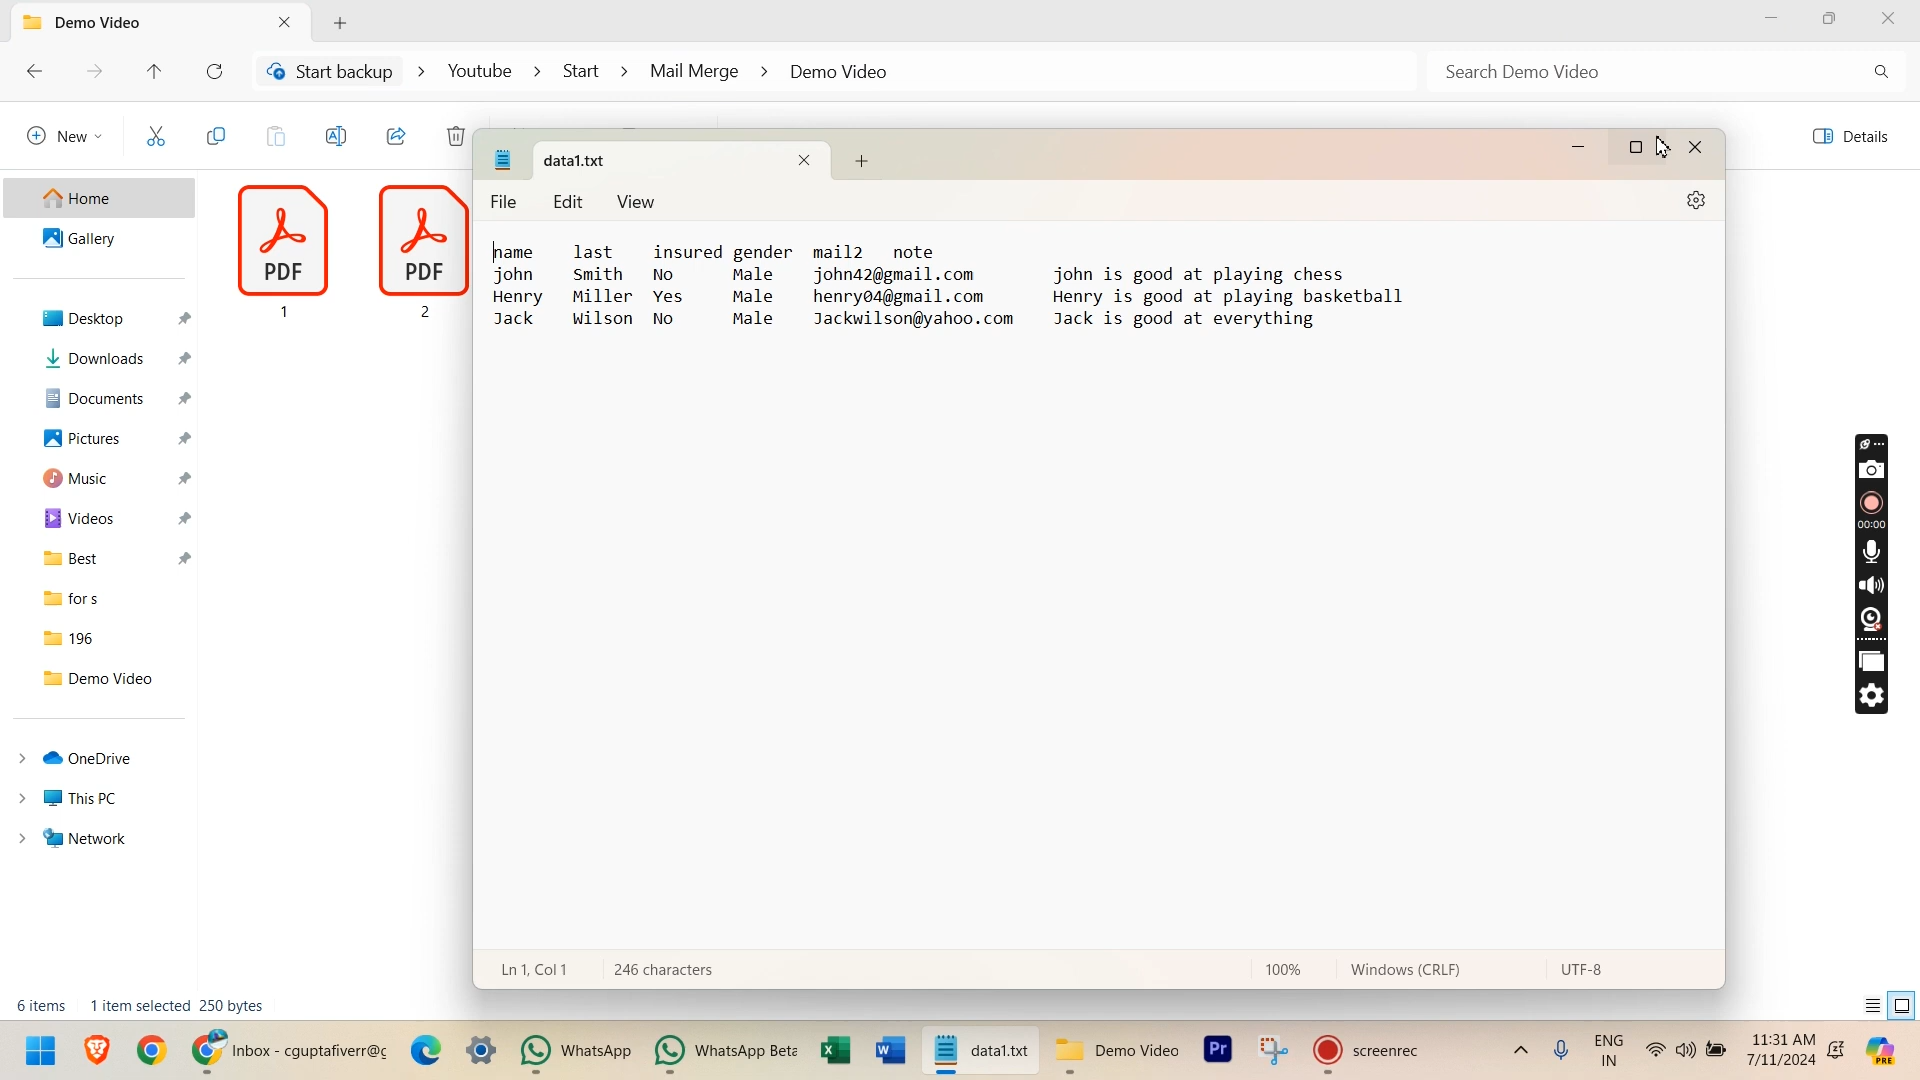 Demo Video
Start backup > Youtube > Start > Mail Merge > Demo Video
Search Demo Video
New
Details
data1.txt
File Edit View
Home
Gallery
Desktop
Downloads
Documents
Pictures
Music
Videos
Best
for s
196
Demo Video
OneDrive
This PC
Network
PDF
1
PDF
2
name last insured gender mail2 note
john Smith No Male john42@gmail.com john is good at playing chess
Henry Miller Yes Male henry04@gmail.com Henry is good at playing basketball
Jack Wilson No Male Jackwilson@yahoo.com Jack is good at everything
Ln 1, Col 1 246 characters 100% Windows (CRLF) UTF-8
00:00
6 items 1 item selected 250 bytes
Inbox - cguptafiverr@g
WhatsApp
WhatsApp Beta
W
data1.txt
Demo Video
Pr
screenrec
ENG
IN
11:31 AM
7/11/2024
PRE